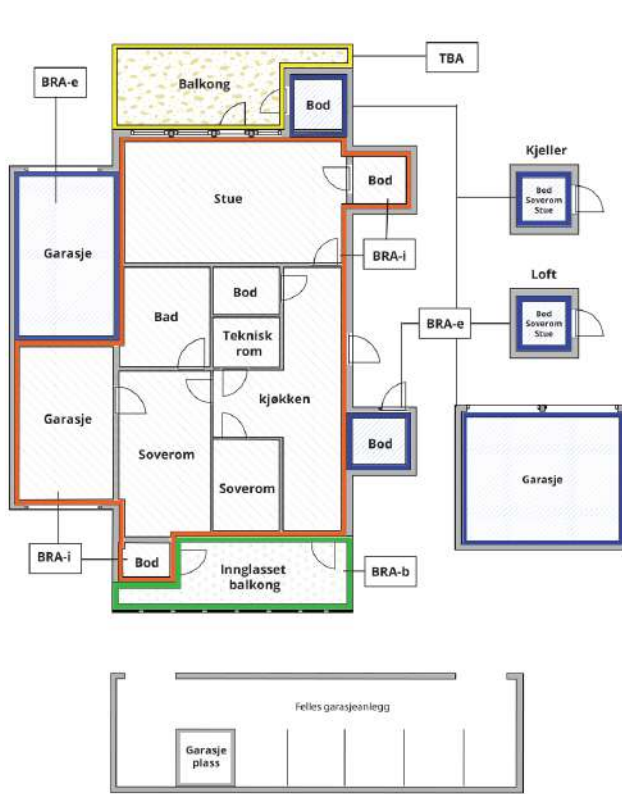 TBA
BRA-e
Balkong
Bod
Kjeller
Bod
Soverom
Stue
Bod
Stue
BRA-i
Garasje
Loft
Bod
Bad
Teknisk
rom
BRA-e
Bod
Soverom
Stue
kjøkken
Garasje
Soverom
Bod
Garasje
Soverom
BRA-i
Bod
Innglasset
balkong
BRA-b
Felles garasjeanlegg
Garasje
plass